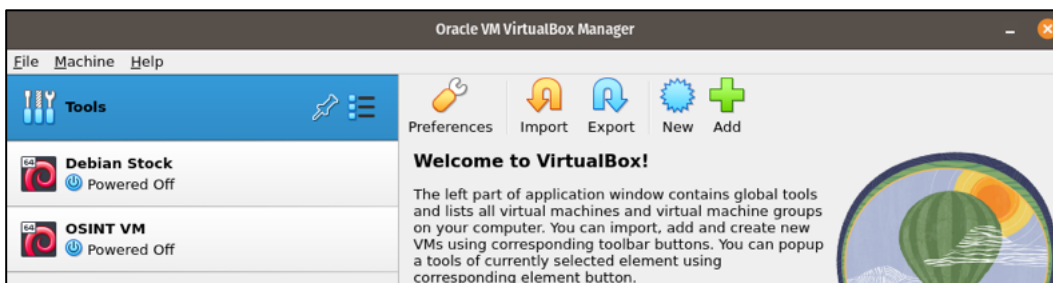 Oracle VM VirtualBox Manager
File Machine Help
Tools
Preferences Import Export New Add
64
Debian Stock
Powered Off
64
OSINT VM
Powered Off
Welcome to VirtualBox!
The left part of application window contains global tools
and lists all virtual machines and virtual machine groups
on your computer. You can import, add and create new
VMs using corresponding toolbar buttons. You can popup
a tools of currently selected element using
corresponding element button.